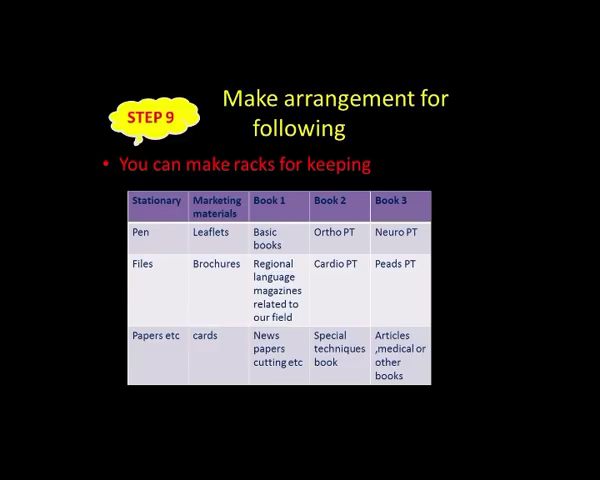 STEP 9
Make arrangement for
following
• You can make racks for keeping
Stationary Marketing materials Book 1 Book 2 Book 3
Pen Leaflets Basic books Ortho PT Neuro PT
Files Brochures Regional language magazines related to our field Cardio PT Peads PT
Papers etc cards News papers cutting etc Special techniques book Articles ,medical or other books